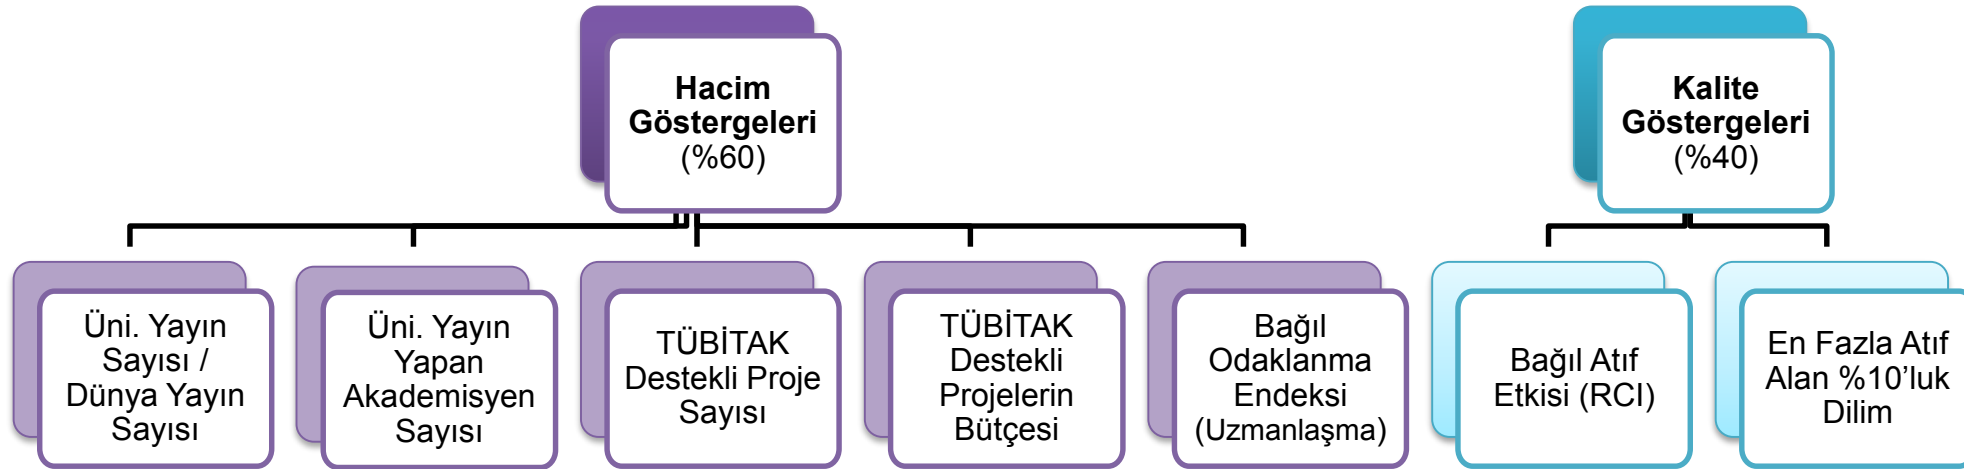 Hacim
Göstergeleri
(%60)
Kalite
Göstergeleri
(%40)
Üni. Yayın
Sayısı /
Dünya Yayın
Sayısı
Üni. Yayın
Yapan
Akademisyen
Sayısı
TÜBİTAK
Destekli Proje
Sayısı
TÜBİTAK
Destekli
Projelerin
Bütçesi
Bağıl
Odaklanma
Endeksi
(Uzmanlaşma)
Bağıl Atıf
Etkisi (RCI)
En Fazla Atıf
Alan %10’luk
Dilim